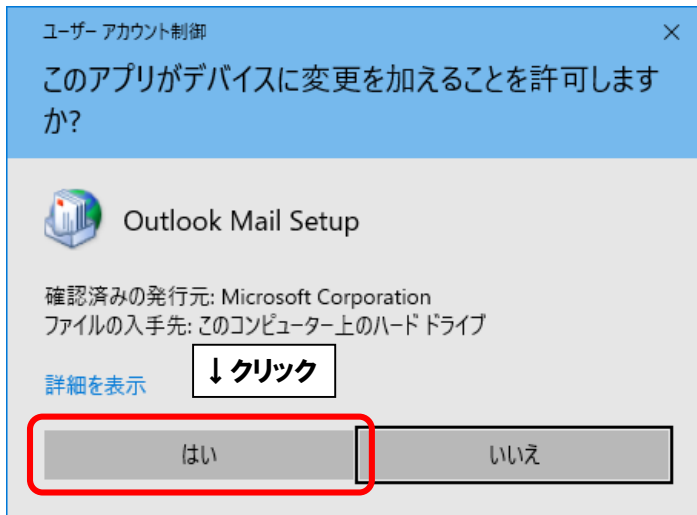 ユーザー アカウント制御
このアプリがデバイスに変更を加えることを許可します
か?
Outlook Mail Setup
確認済みの発行元: Microsoft Corporation
ファイルの入手先: このコンピューター上のハード ドライブ
↓クリック
詳細を表示
はい
いいえ